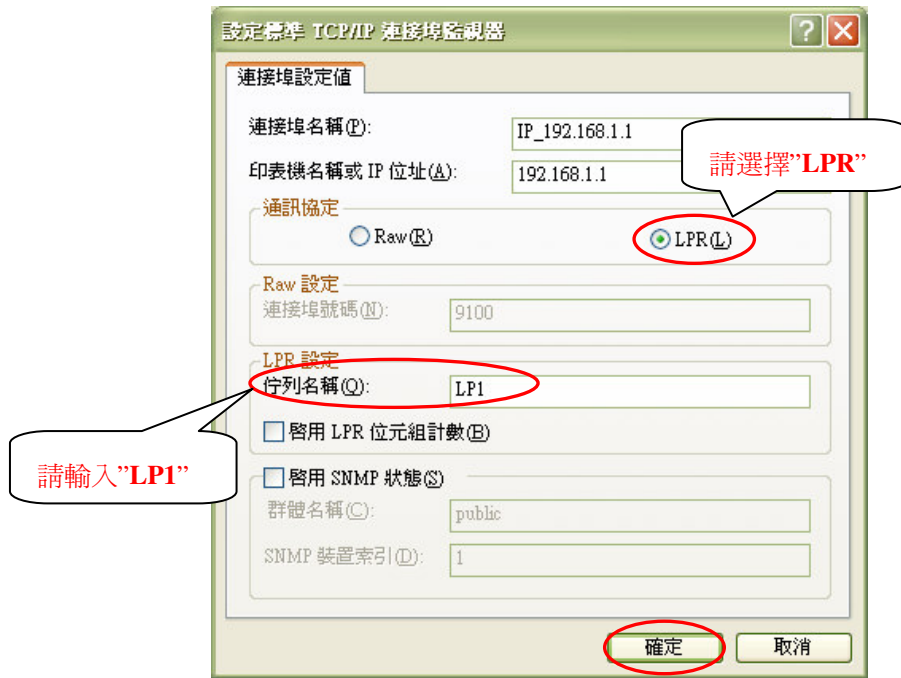 設定標準 TCP/IP 連接埠監視器
連接埠設定值
連接埠名稱(P):
IP_192.168.1.1
印表機名稱或 IP 位址(A):
192.168.1.1
請選擇”LPR”
通訊協定
Raw(R)
LPR(L)
Raw 設定
連接埠號碼(N):
9100
LPR 設定
佇列名稱(Q):
LP1
啓用 LPR 位元組計數(B)
請輸入”LP1”
啓用 SNMP 狀態(S)
群體名稱(C):
public
SNMP 裝置索引(D):
1
確定
取消